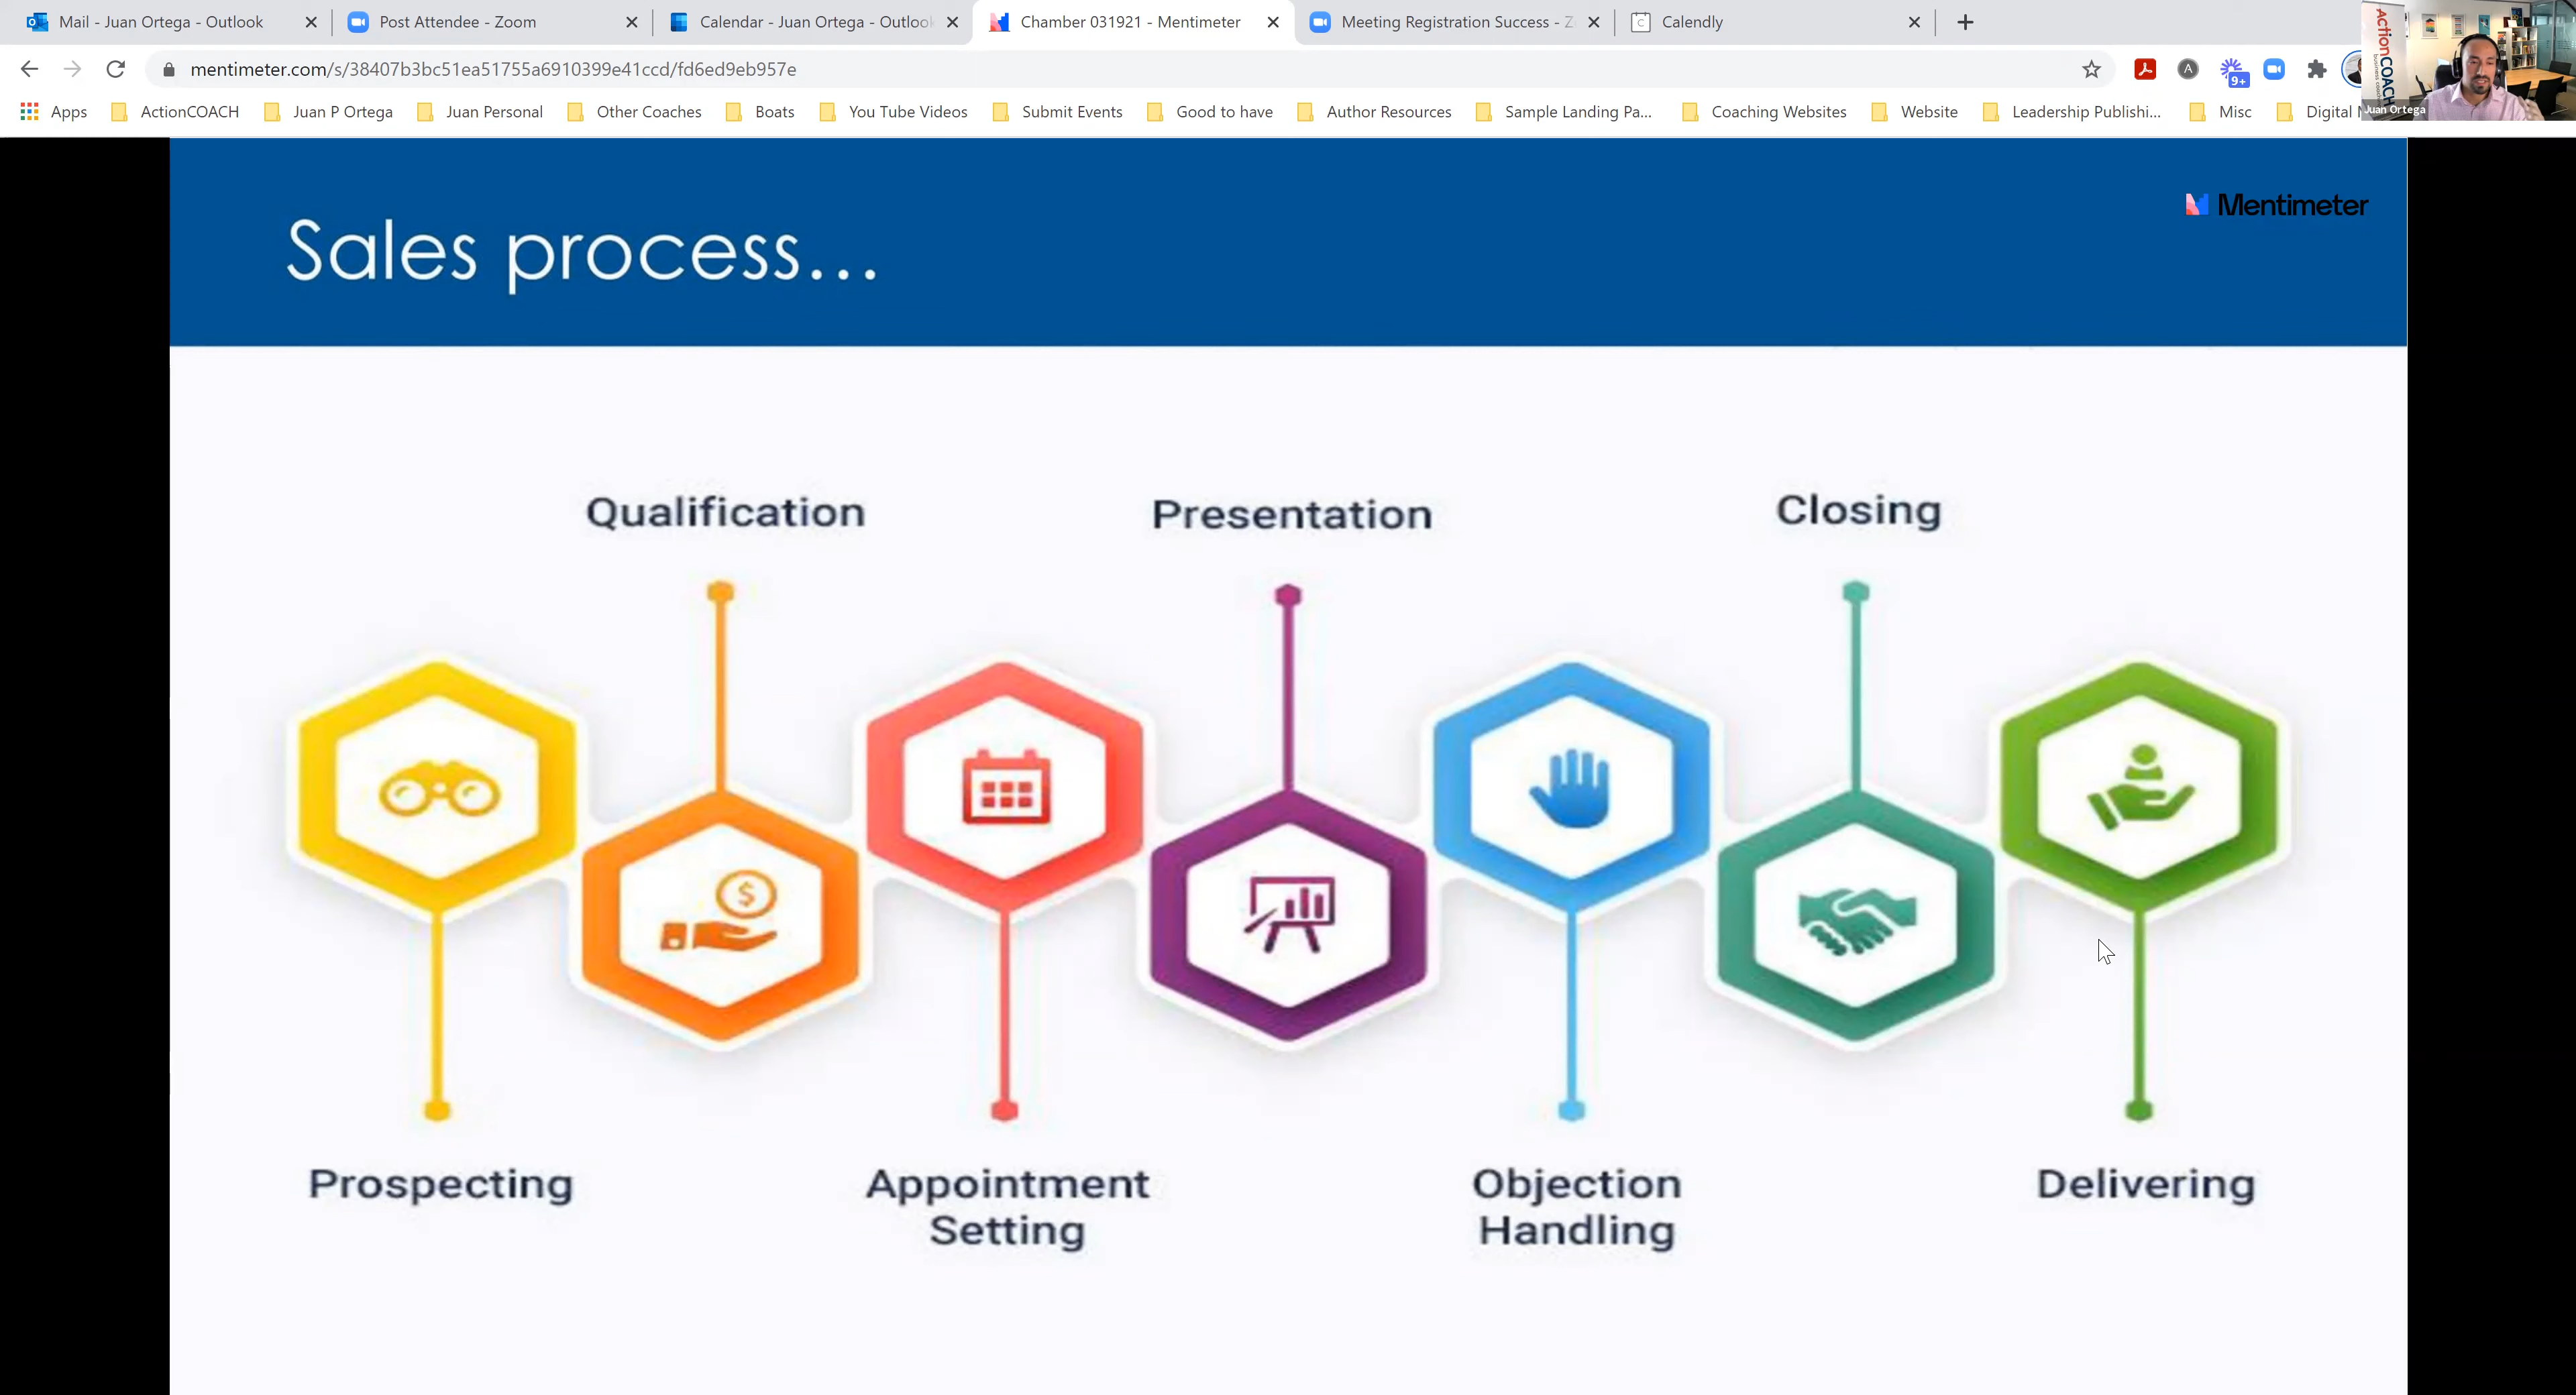 Mail - Juan Ortega - Outlook
Post Attendee - Zoom
Calendar - Juan Ortega - Outlook
Chamber 031921 - Mentimeter
Meeting Registration Success - Z
Calendly
mentimeter.com/s/38407b3bc51ea51755a6910399e41ccd/fd6ed9eb957e
A
9+
Apps
ActionCOACH
Juan P Ortega
Juan Personal
Other Coaches
Boats
You Tube Videos
Submit Events
Good to have
Author Resources
Sample Landing Pa...
Coaching Websites
Website
Leadership Publishi...
Misc
Digital
ActionCOACH
Juan Ortega
Sales process...
Mentimeter
Qualification
Presentation
Closing
$
Prospecting
Appointment
Setting
Objection
Handling
Delivering